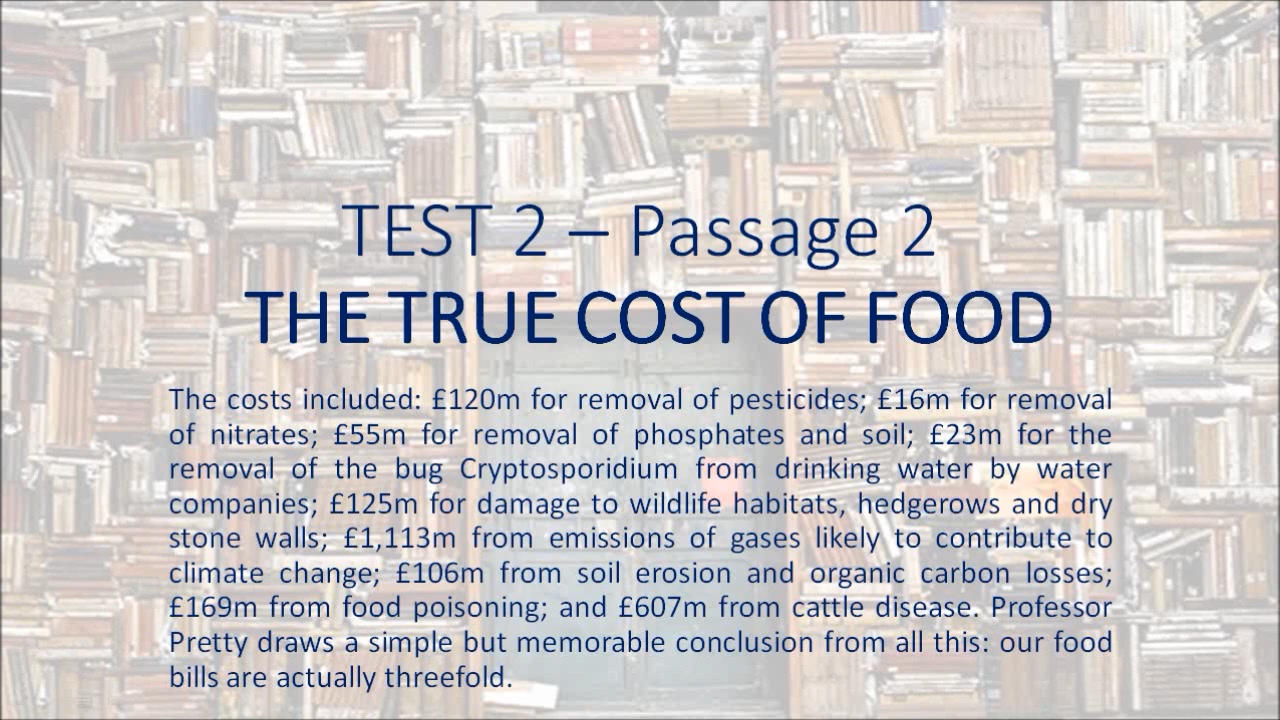 TEST 2 – Passage 2
THE TRUE COST OF FOOD
The costs included: £120m for removal of pesticides; £16m for removal
of nitrates; £55m for removal of phosphates and soil; £23m for the
removal of the bug Cryptosporidium from drinking water by water
companies; £125m for damage to wildlife habitats, hedgerows and dry
stone walls; £1,113m from emissions of gases likely to contribute to
climate change; £106m from soil erosion and organic carbon losses;
£169m from food poisoning; and £607m from cattle disease. Professor
Pretty draws a simple but memorable conclusion from all this: our food
bills are actually threefold.